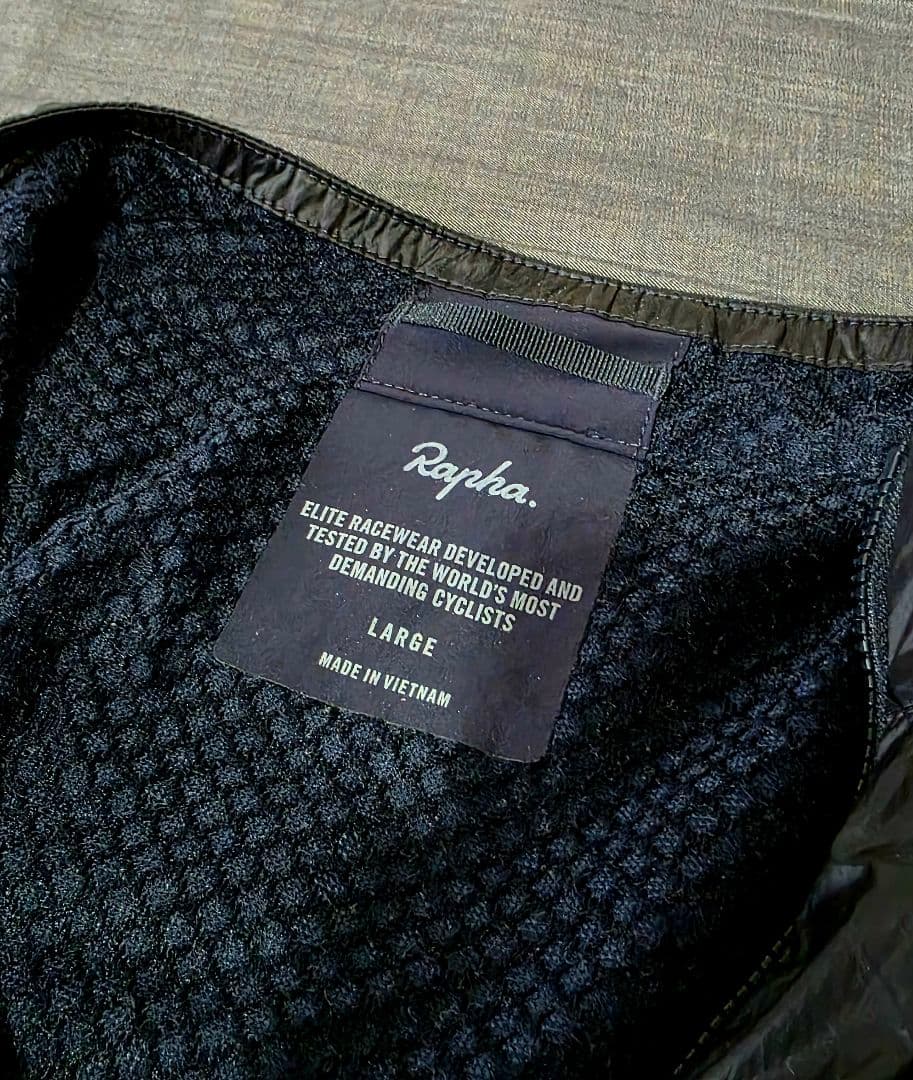 Rapha.
ELITE RACEWEAR DEVELOPED AND
TESTED BY THE WORLD'S MOST
DEMANDING CYCLISTS
LARGE
MADE IN VIETNAM